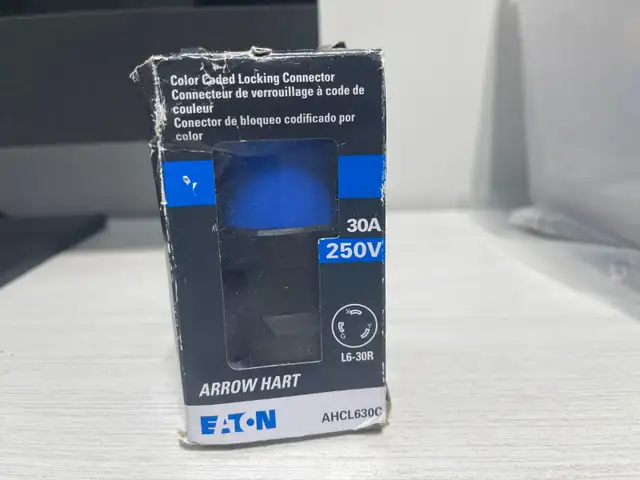 Color Coded Locking Connector
Connecteur de verrouillage à code de
couleur
Conector de bloqueo codificado por
color
30A
250V
X
Y
G
L6-30R
ARROW HART
EATON
AHCL630C